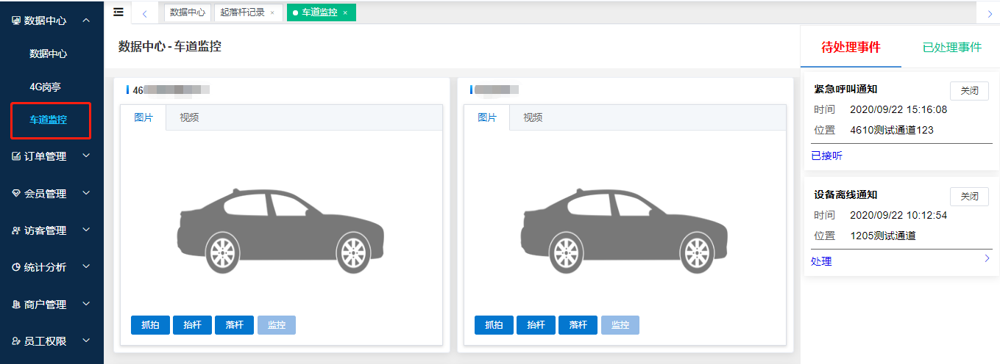 数据中心
数据中心
4G岗亭
车道监控
订单管理
会员管理
访客管理
统计分析
商户管理
员工权限
数据中心 起落杆记录 × 车道监控 ×
数据中心 - 车道监控
46
图片 视频
抓拍 抬杆 落杆 监控
图片 视频
抓拍 抬杆 落杆 监控
待处理事件 已处理事件
紧急呼叫通知 关闭
时间 2020/09/22 15:16:08
位置 4610测试通道123
已接听
设备离线通知 关闭
时间 2020/09/22 10:12:54
位置 1205测试通道
处理